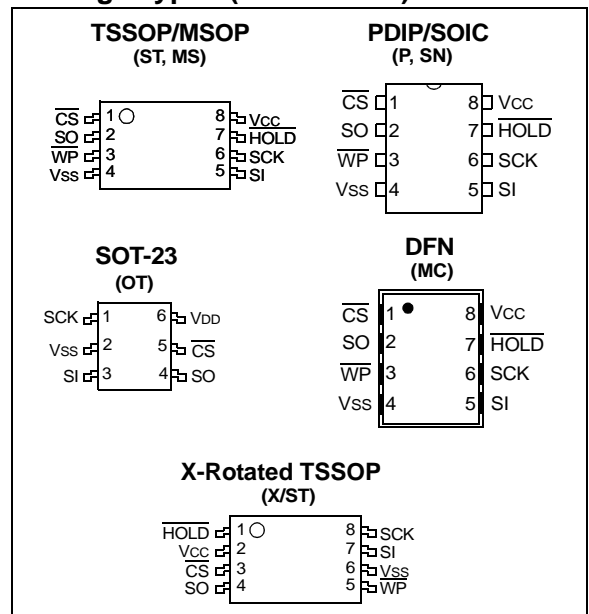 TSSOP/MSOP
(ST, MS)
CS 1 8 Vcc
SO 2 7 HOLD
WP 3 6 SCK
Vss 4 5 SI
PDIP/SOIC
(P, SN)
CS 1 8 Vcc
SO 2 7 HOLD
WP 3 6 SCK
Vss 4 5 SI
SOT-23
(OT)
SCK 1 6 VDD
Vss 2 5 CS
SI 3 4 SO
DFN
(MC)
CS 1 8 Vcc
SO 2 7 HOLD
WP 3 6 SCK
Vss 4 5 SI
X-Rotated TSSOP
(X/ST)
HOLD 1 8 SCK
Vcc 2 7 SI
CS 3 6 Vss
SO 4 5 WP